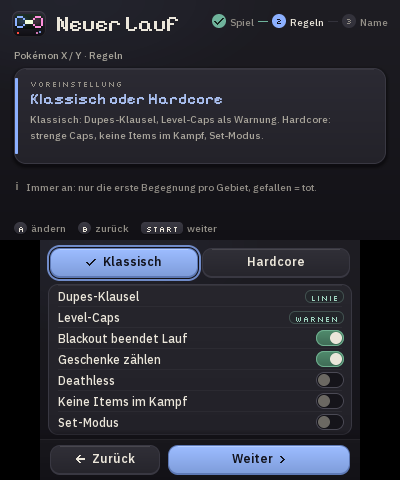 Neuer Lauf
✓ Spiel — 2 Regeln — 3 Name
Pokémon X / Y · Regeln
VOREINSTELLUNG
Klassisch oder Hardcore
Klassisch: Dupes-Klausel, Level-Caps als Warnung. Hardcore:
strenge Caps, keine Items im Kampf, Set-Modus.
i Immer an: nur die erste Begegnung pro Gebiet, gefallen = tot.
A ändern B zurück START weiter
✓ Klassisch Hardcore
Dupes-Klausel LINIE
Level-Caps WARNEN
Blackout beendet Lauf
Geschenke zählen
Deathless
Keine Items im Kampf
Set-Modus
← Zurück Weiter ›